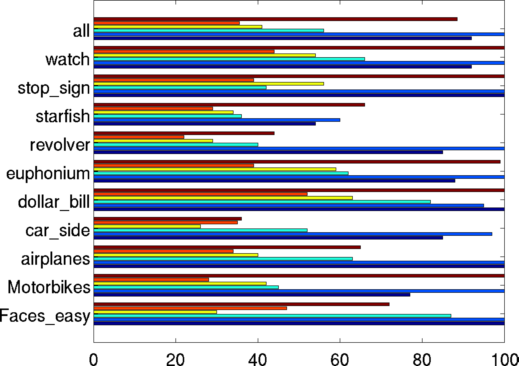 all
watch
stop_sign
starfish
revolver
euphonium
dollar_bill
car_side
airplanes
Motorbikes
Faces_easy
0 20 40 60 80 100